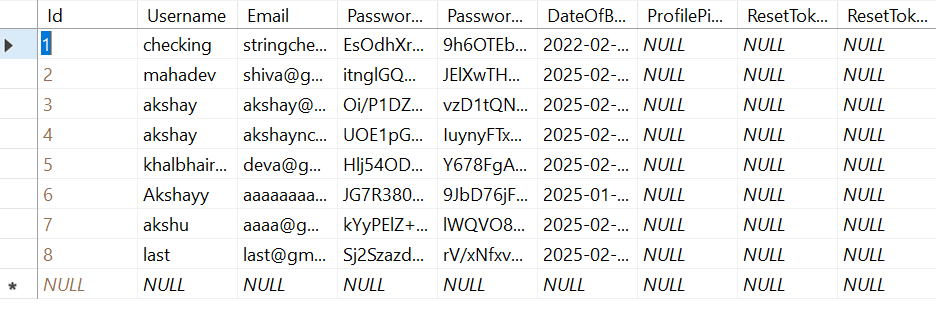 Id Username Email Passwor... Passwor... DateOfB... ProfilePi... ResetTok... ResetTok...
1 checking stringche... EsOdhXr... 9h6OTEb... 2022-02-... NULL NULL NULL
2 mahadev shiva@g... itnglGQ... JElXwTH... 2025-02-... NULL NULL NULL
3 akshay akshay@... Oi/P1DZ... vzD1tQN... 2025-02-... NULL NULL NULL
4 akshay akshaync... UOE1pG... IuynyFTx... 2025-02-... NULL NULL NULL
5 khalbhair... deva@g... Hlj54OD... Y678FgA... 2025-02-... NULL NULL NULL
6 Akshayy aaaaaaaa... JG7R380... 9JbD76jF... 2025-01-... NULL NULL NULL
7 akshu aaaa@g... kYyPElZ+... lWQVO8... 2025-02-... NULL NULL NULL
8 last last@gm... Sj2Szazd... rV/xNfxv... 2025-02-... NULL NULL NULL
* NULL NULL NULL NULL NULL NULL NULL NULL NULL